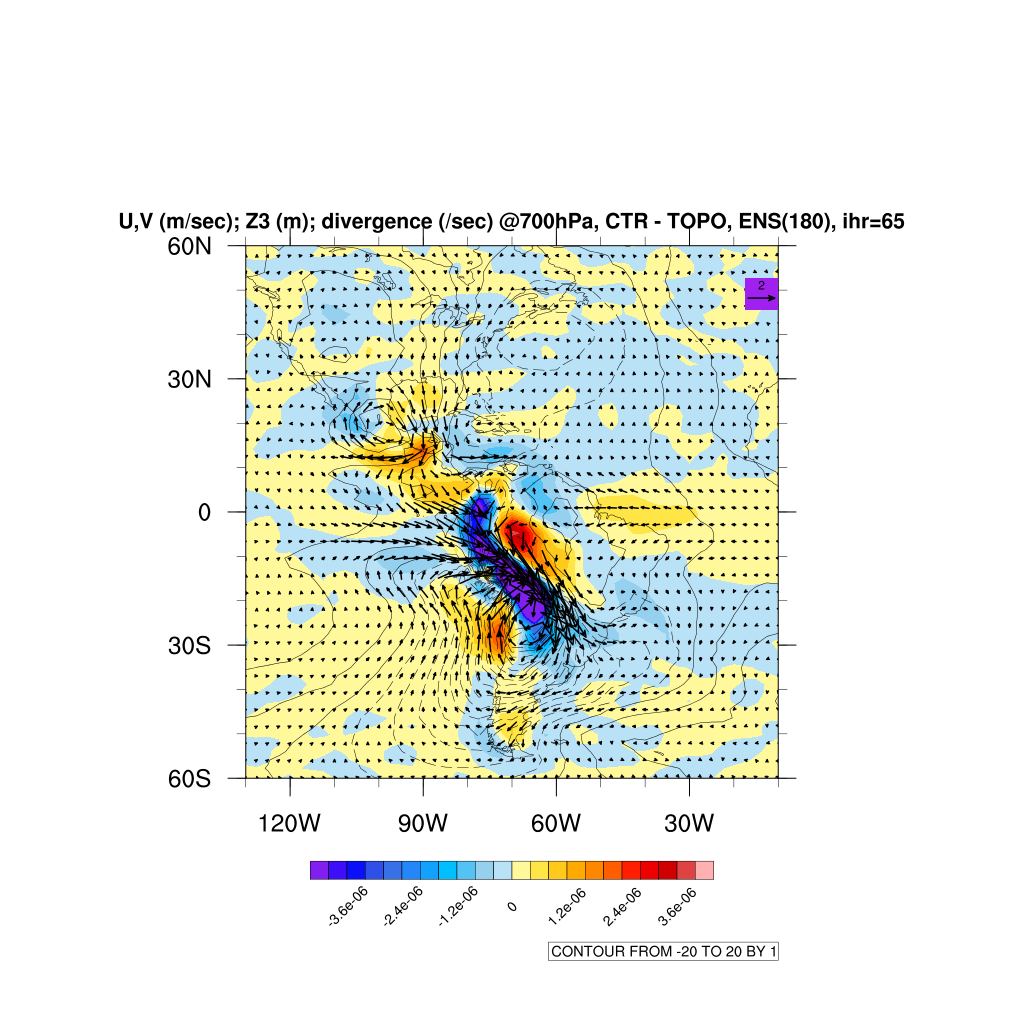 U,V (m/sec); Z3 (m); divergence (/sec) @700hPa, CTR - TOPO, ENS(180), ihr=65
60N
2
30N
0
30S
60S
120W 90W 60W 30W
-3.6e-06 -2.4e-06 -1.2e-06 0 1.2e-06 2.4e-06 3.6e-06
CONTOUR FROM -20 TO 20 BY 1